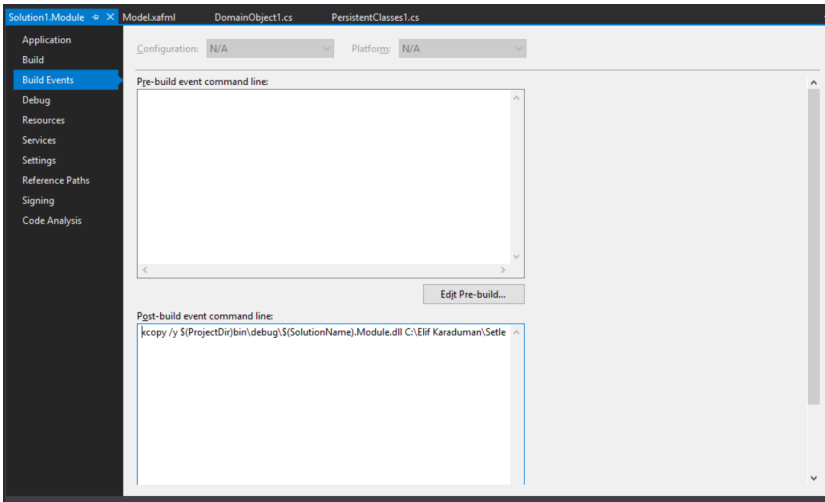 Solution1.Module Model.xafml DomainObject1.cs PersistentClasses1.cs
Application
Build
Build Events
Debug
Resources
Services
Settings
Reference Paths
Signing
Code Analysis
Configuration: N/A Platform: N/A
Pre-build event command line:
Edit Pre-build...
Post-build event command line:
xcopy /y $(ProjectDir)bin\debug\$(SolutionName).Module.dll C:\Elif Karaduman\Setle